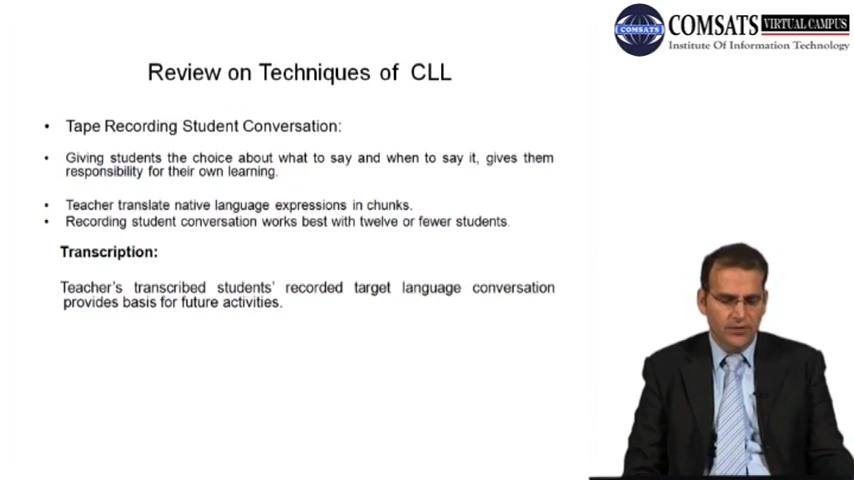 COMSATS VIRTUAL CAMPUS
COMSATS
Institute Of Information Technology
Review on Techniques of CLL
• Tape Recording Student Conversation:
• Giving students the choice about what to say and when to say it, gives them
responsibility for their own learning.
• Teacher translate native language expressions in chunks.
• Recording student conversation works best with twelve or fewer students.
Transcription:
Teacher's transcribed students' recorded target language conversation
provides basis for future activities.